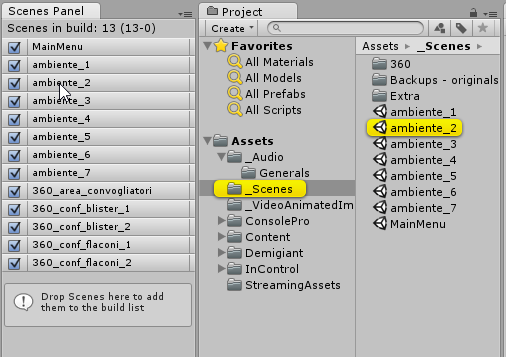 Scenes Panel
Scenes in build: 13 (13-0)
MainMenu
ambiente_1
ambiente_2
ambiente_3
ambiente_4
ambiente_5
ambiente_6
ambiente_7
360_area_convogliatori
360_conf_blister_1
360_conf_blister_2
360_conf_flaconi_1
360_conf_flaconi_2
Drop Scenes here to add
them to the build list
Project
Create
Favorites
All Materials
All Models
All Prefabs
All Scripts
Assets
_Audio
Generals
_Scenes
_VideoAnimatedIm
ConsolePro
Content
Demigiant
InControl
StreamingAssets
Assets ▸ _Scenes
360
Backups - originals
Extra
ambiente_1
ambiente_2
ambiente_3
ambiente_4
ambiente_5
ambiente_6
ambiente_7
MainMenu